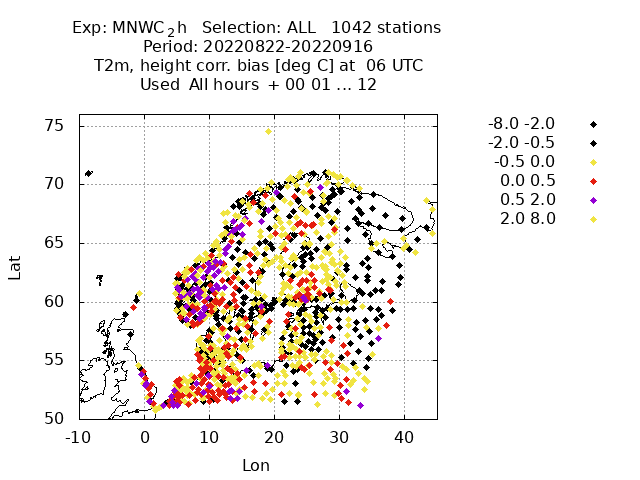 Exp: MNWC_2h   Selection: ALL   1042 stations
Period: 20220822-20220916
T2m, height corr. bias [deg C] at  06 UTC
Used  All hours  + 00 01 ... 12
-8.0 -2.0
-2.0 -0.5
-0.5 0.0
0.0 0.5
0.5 2.0
2.0 8.0
75
70
65
60
55
50
Lat
-10 0 10 20 30 40
Lon